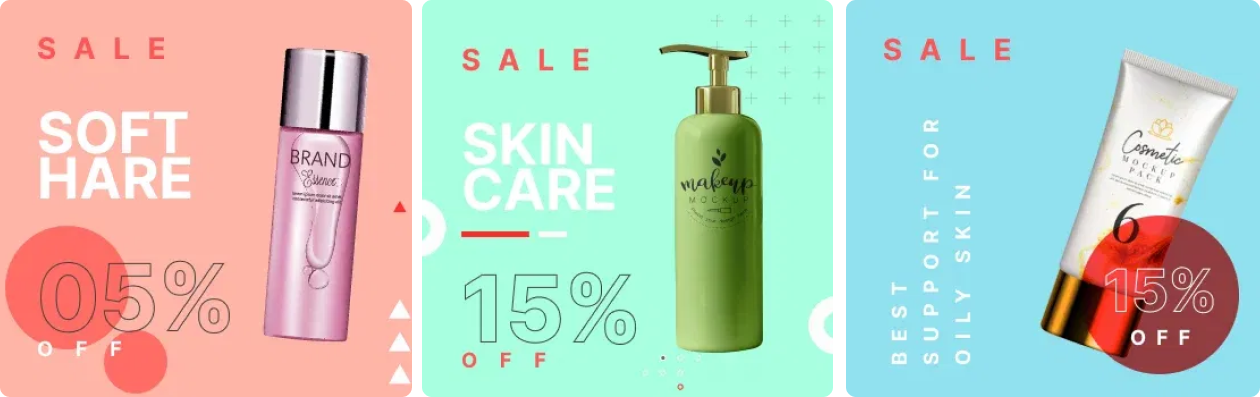 SALE
SOFT
HARE
05%
OFF
BRAND
Essence
SALE
SKIN
CARE
15%
OFF
makeup
MOCKUP
SALE
BEST
SUPPORT FOR
OILY SKIN
Cosmetic
MOCKUP
PACK
6
15%
OFF